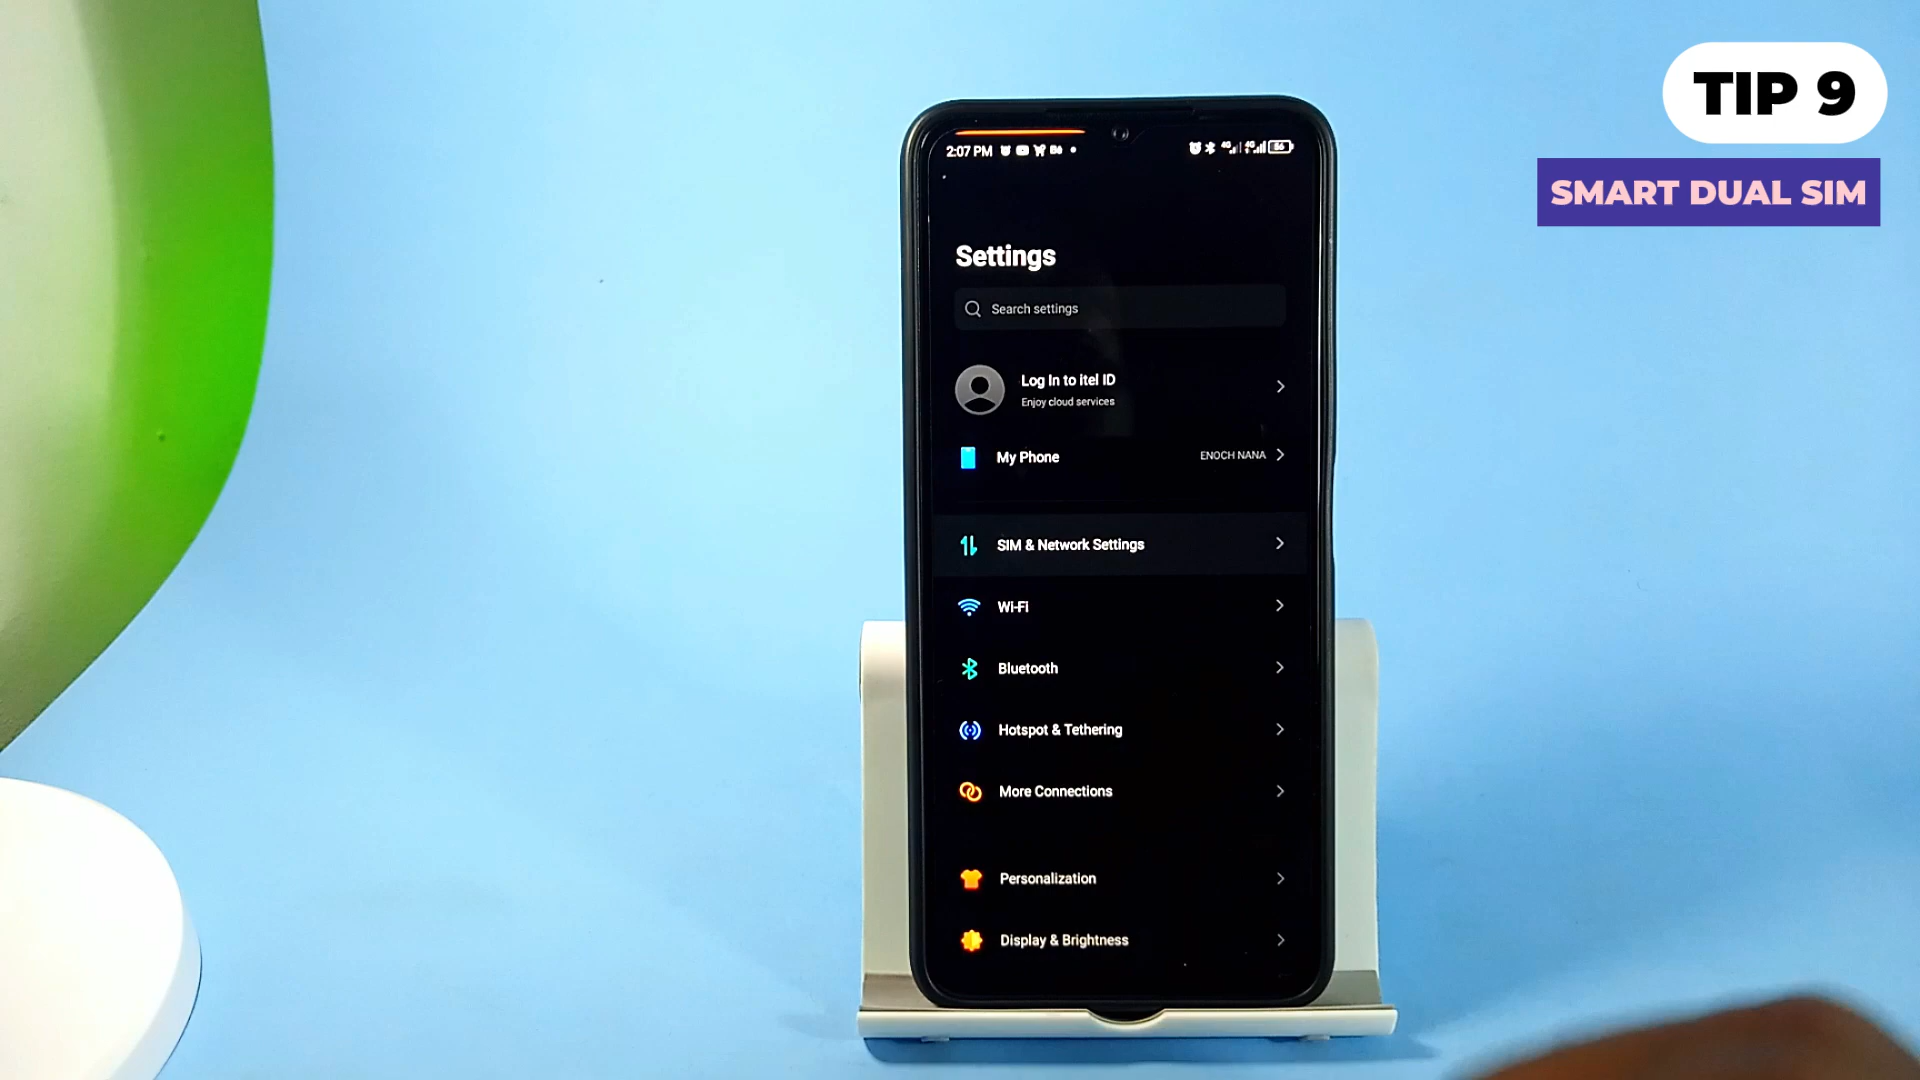 TIP 9
SMART DUAL SIM
2:07 PM
56
Settings
Search settings
Log In to itel ID
Enjoy cloud services
My Phone
ENOCH NANA
SIM & Network Settings
Wi-Fi
Bluetooth
Hotspot & Tethering
More Connections
Personalization
Display & Brightness